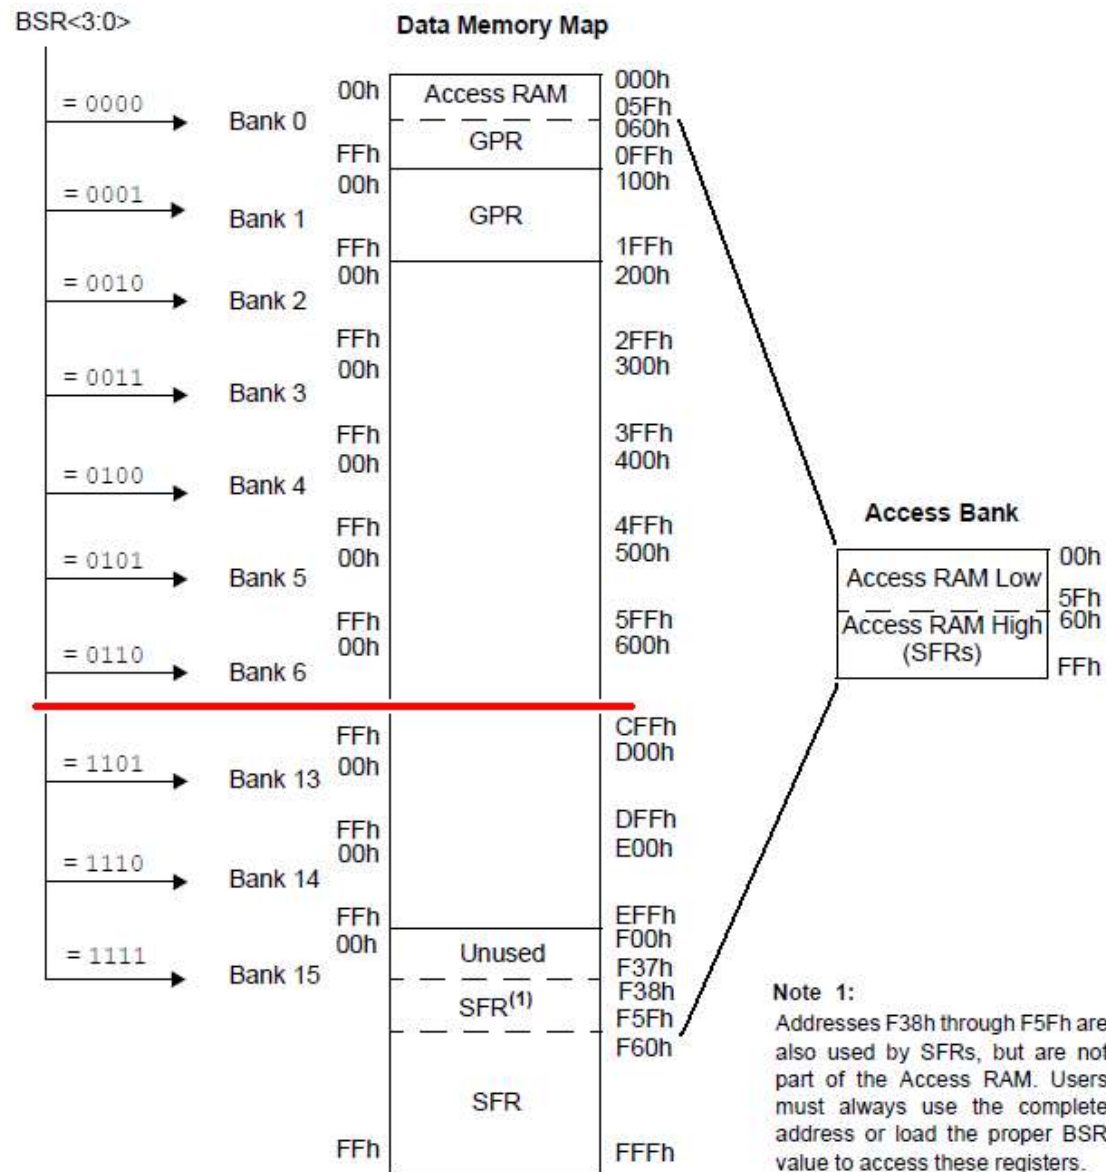 BSR<3:0>
Data Memory Map
= 0000
Bank 0
00h
Access RAM
000h
05Fh
060h
GPR
FFh
0FFh
= 0001
Bank 1
00h
100h
GPR
FFh
1FFh
= 0010
Bank 2
00h
200h
FFh
2FFh
= 0011
Bank 3
00h
300h
FFh
3FFh
= 0100
Bank 4
00h
400h
FFh
4FFh
= 0101
Bank 5
00h
500h
FFh
5FFh
= 0110
Bank 6
00h
600h
FFh
CFFh
= 1101
Bank 13
00h
D00h
FFh
DFFh
= 1110
Bank 14
00h
E00h
FFh
EFFh
= 1111
Bank 15
00h
F00h
Unused
F37h
F38h
SFR(1)
F5Fh
F60h
SFR
FFh
FFFh
Access Bank
Access RAM Low
00h
5Fh
Access RAM High
60h
(SFRs)
FFh
Note 1:
Addresses F38h through F5Fh are
also used by SFRs, but are not
part of the Access RAM. Users
must always use the complete
address or load the proper BSR
value to access these registers.